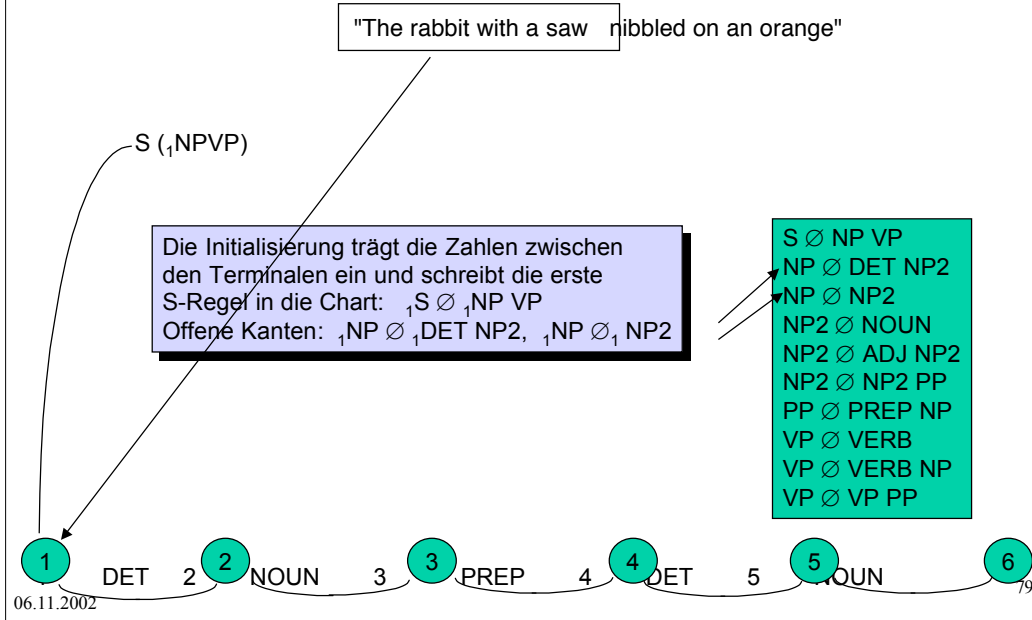 "The rabbit with a saw nibbled on an orange"
S (₁NPVP)
Die Initialisierung trägt die Zahlen zwischen
den Terminalen ein und schreibt die erste
S-Regel in die Chart: ₁S ∅ ₁NP VP
Offene Kanten: ₁NP ∅ ₁DET NP2, ₁NP ∅₁ NP2
S ∅ NP VP
NP ∅ DET NP2
NP ∅ NP2
NP2 ∅ NOUN
NP2 ∅ ADJ NP2
NP2 ∅ NP2 PP
PP ∅ PREP NP
VP ∅ VERB
VP ∅ VERB NP
VP ∅ VP PP
1 2 3 4 5 6
DET 2 NOUN 3 PREP 4 DET 5 NOUN
06.11.2002
79